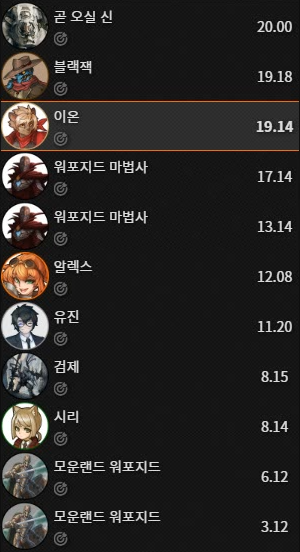 곧 오실 신
20.00
블랙잭
19.18
이온
19.14
워포지드 마법사
17.14
워포지드 마법사
13.14
알렉스
12.08
유진
11.20
검제
8.15
시리
8.14
모운랜드 워포지드
6.12
모운랜드 워포지드
3.12